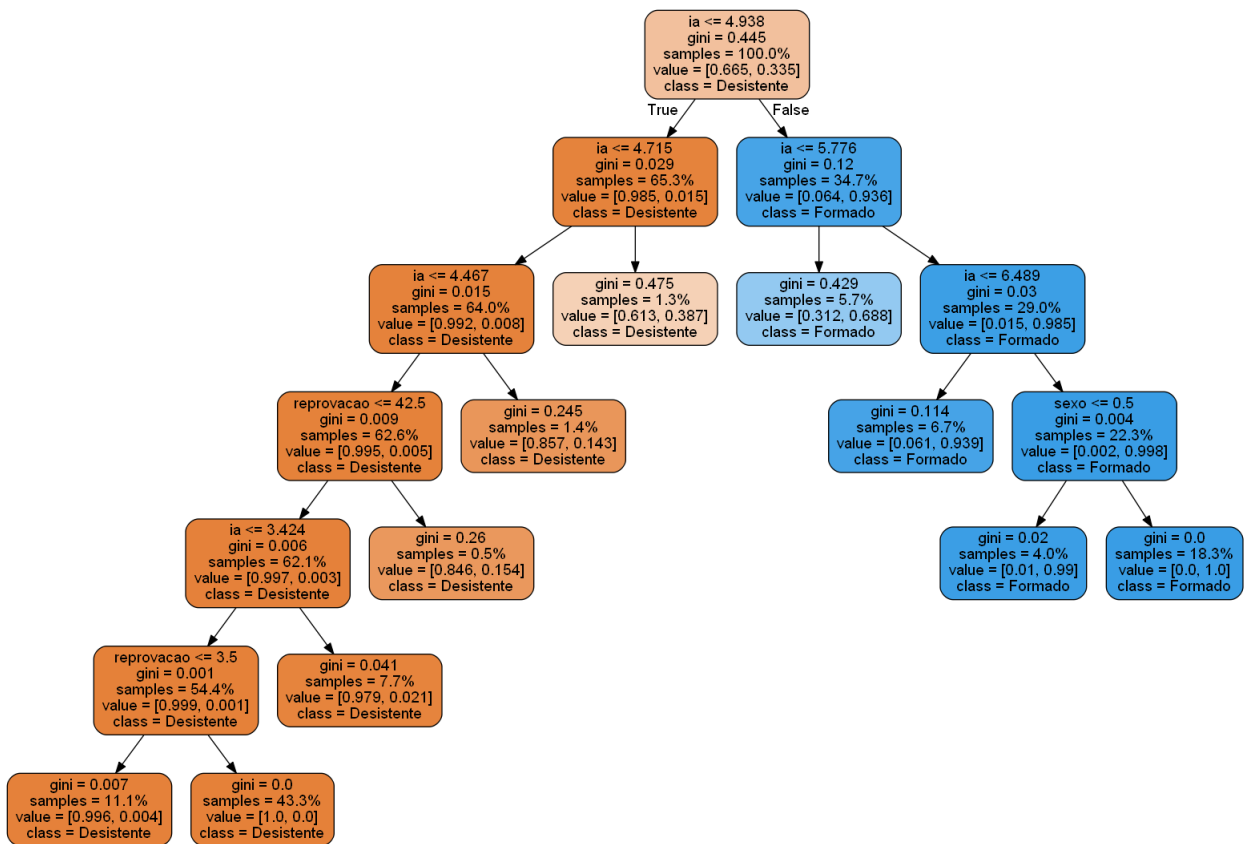 ia <= 4.938
gini = 0.445
samples = 100.0%
value = [0.665, 0.335]
class = Desistente
True
False
ia <= 4.715
gini = 0.029
samples = 65.3%
value = [0.985, 0.015]
class = Desistente
ia <= 5.776
gini = 0.12
samples = 34.7%
value = [0.064, 0.936]
class = Formado
ia <= 4.467
gini = 0.015
samples = 64.0%
value = [0.992, 0.008]
class = Desistente
gini = 0.475
samples = 1.3%
value = [0.613, 0.387]
class = Desistente
gini = 0.429
samples = 5.7%
value = [0.312, 0.688]
class = Formado
ia <= 6.489
gini = 0.03
samples = 29.0%
value = [0.015, 0.985]
class = Formado
reprovacao <= 42.5
gini = 0.009
samples = 62.6%
value = [0.995, 0.005]
class = Desistente
gini = 0.245
samples = 1.4%
value = [0.857, 0.143]
class = Desistente
gini = 0.114
samples = 6.7%
value = [0.061, 0.939]
class = Formado
sexo <= 0.5
gini = 0.004
samples = 22.3%
value = [0.002, 0.998]
class = Formado
ia <= 3.424
gini = 0.006
samples = 62.1%
value = [0.997, 0.003]
class = Desistente
gini = 0.26
samples = 0.5%
value = [0.846, 0.154]
class = Desistente
gini = 0.02
samples = 4.0%
value = [0.01, 0.99]
class = Formado
gini = 0.0
samples = 18.3%
value = [0.0, 1.0]
class = Formado
reprovacao <= 3.5
gini = 0.001
samples = 54.4%
value = [0.999, 0.001]
class = Desistente
gini = 0.041
samples = 7.7%
value = [0.979, 0.021]
class = Desistente
gini = 0.007
samples = 11.1%
value = [0.996, 0.004]
class = Desistente
gini = 0.0
samples = 43.3%
value = [1.0, 0.0]
class = Desistente